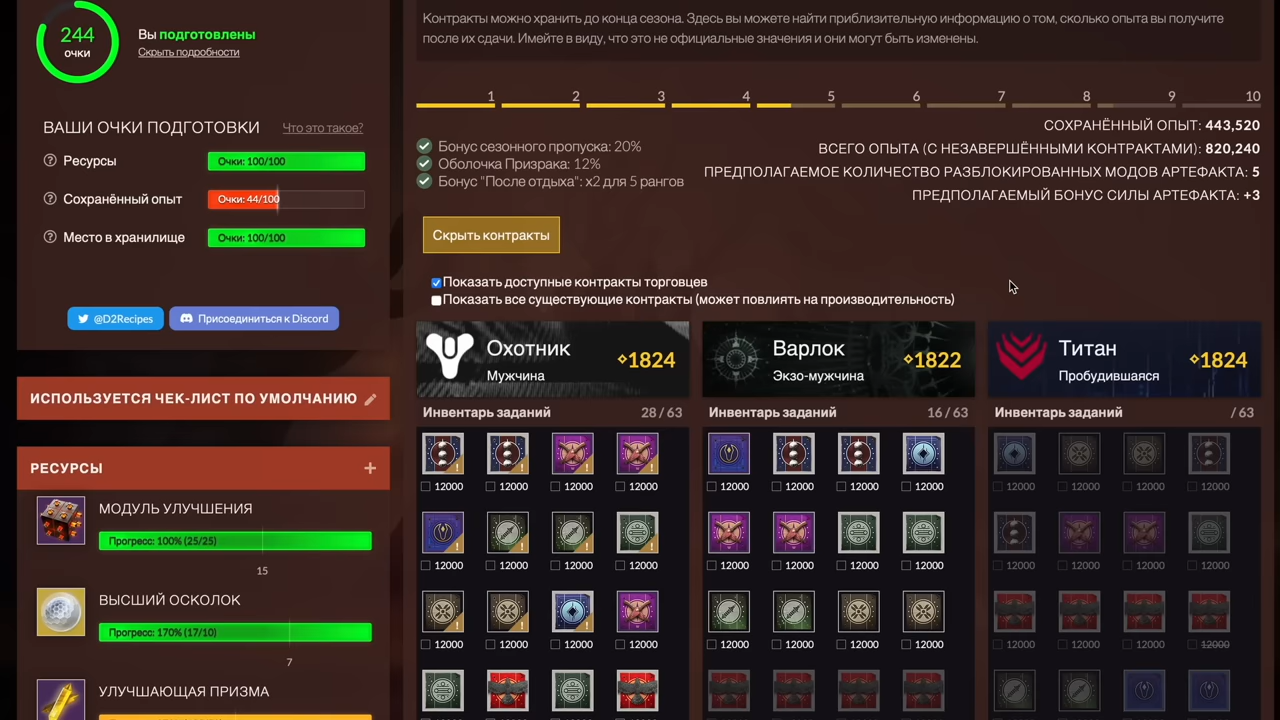 244
очки
Вы подготовлены
Скрыть подробности
ВАШИ ОЧКИ ПОДГОТОВКИ
Что это такое?
? Ресурсы
Очки: 100/100
? Сохранённый опыт
Очки: 44/100
? Место в хранилище
Очки: 100/100
@D2Recipes
Присоединиться к Discord
ИСПОЛЬЗУЕТСЯ ЧЕК-ЛИСТ ПО УМОЛЧАНИЮ
РЕСУРСЫ +
МОДУЛЬ УЛУЧШЕНИЯ
Прогресс: 100% (25/25)
15
ВЫСШИЙ ОСКОЛОК
Прогресс: 170% (17/10)
7
УЛУЧШАЮЩАЯ ПРИЗМА
Контракты можно хранить до конца сезона. Здесь вы можете найти приблизительную информацию о том, сколько опыта вы получите
после их сдачи. Имейте в виду, что это не официальные значения и они могут быть изменены.
1 2 3 4 5 6 7 8 9 10
Бонус сезонного пропуска: 20%
Оболочка Призрака: 12%
Бонус "После отдыха": x2 для 5 рангов
СОХРАНЁННЫЙ ОПЫТ: 443,520
ВСЕГО ОПЫТА (С НЕЗАВЕРШЁННЫМИ КОНТРАКТАМИ): 820,240
ПРЕДПОЛАГАЕМОЕ КОЛИЧЕСТВО РАЗБЛОКИРОВАННЫХ МОДОВ АРТЕФАКТА: 5
ПРЕДПОЛАГАЕМЫЙ БОНУС СИЛЫ АРТЕФАКТА: +3
Скрыть контракты
Показать доступные контракты торговцев
Показать все существующие контракты (может повлиять на производительность)
Охотник
Мужчина
1824
Инвентарь заданий 28 / 63
12000 12000 12000 12000
12000 12000 12000 12000
12000 12000 12000 12000
Варлок
Экзо-мужчина
1822
Инвентарь заданий 16 / 63
12000 12000 12000 12000
12000 12000 12000 12000
12000 12000 12000 12000
Титан
Пробудившаяся
1824
Инвентарь заданий / 63
12000 12000 12000 12000
12000 12000 12000 12000
12000 12000 12000 12000